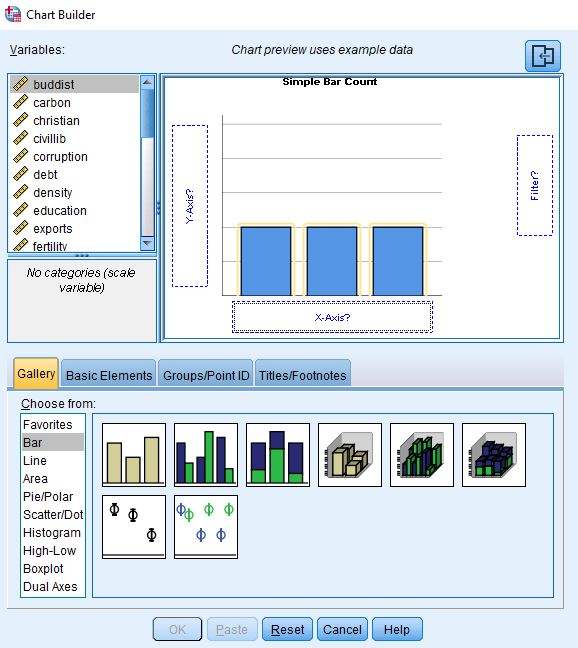 Chart Builder
Variables:
Chart preview uses example data
buddist
carbon
christian
civillib
corruption
debt
density
education
exports
fertility
No categories (scale
variable)
Simple Bar Count
Y-Axis?
Filter?
X-Axis?
Gallery
Basic Elements
Groups/Point ID
Titles/Footnotes
Choose from:
Favorites
Bar
Line
Area
Pie/Polar
Scatter/Dot
Histogram
High-Low
Boxplot
Dual Axes
OK
Paste
Reset
Cancel
Help